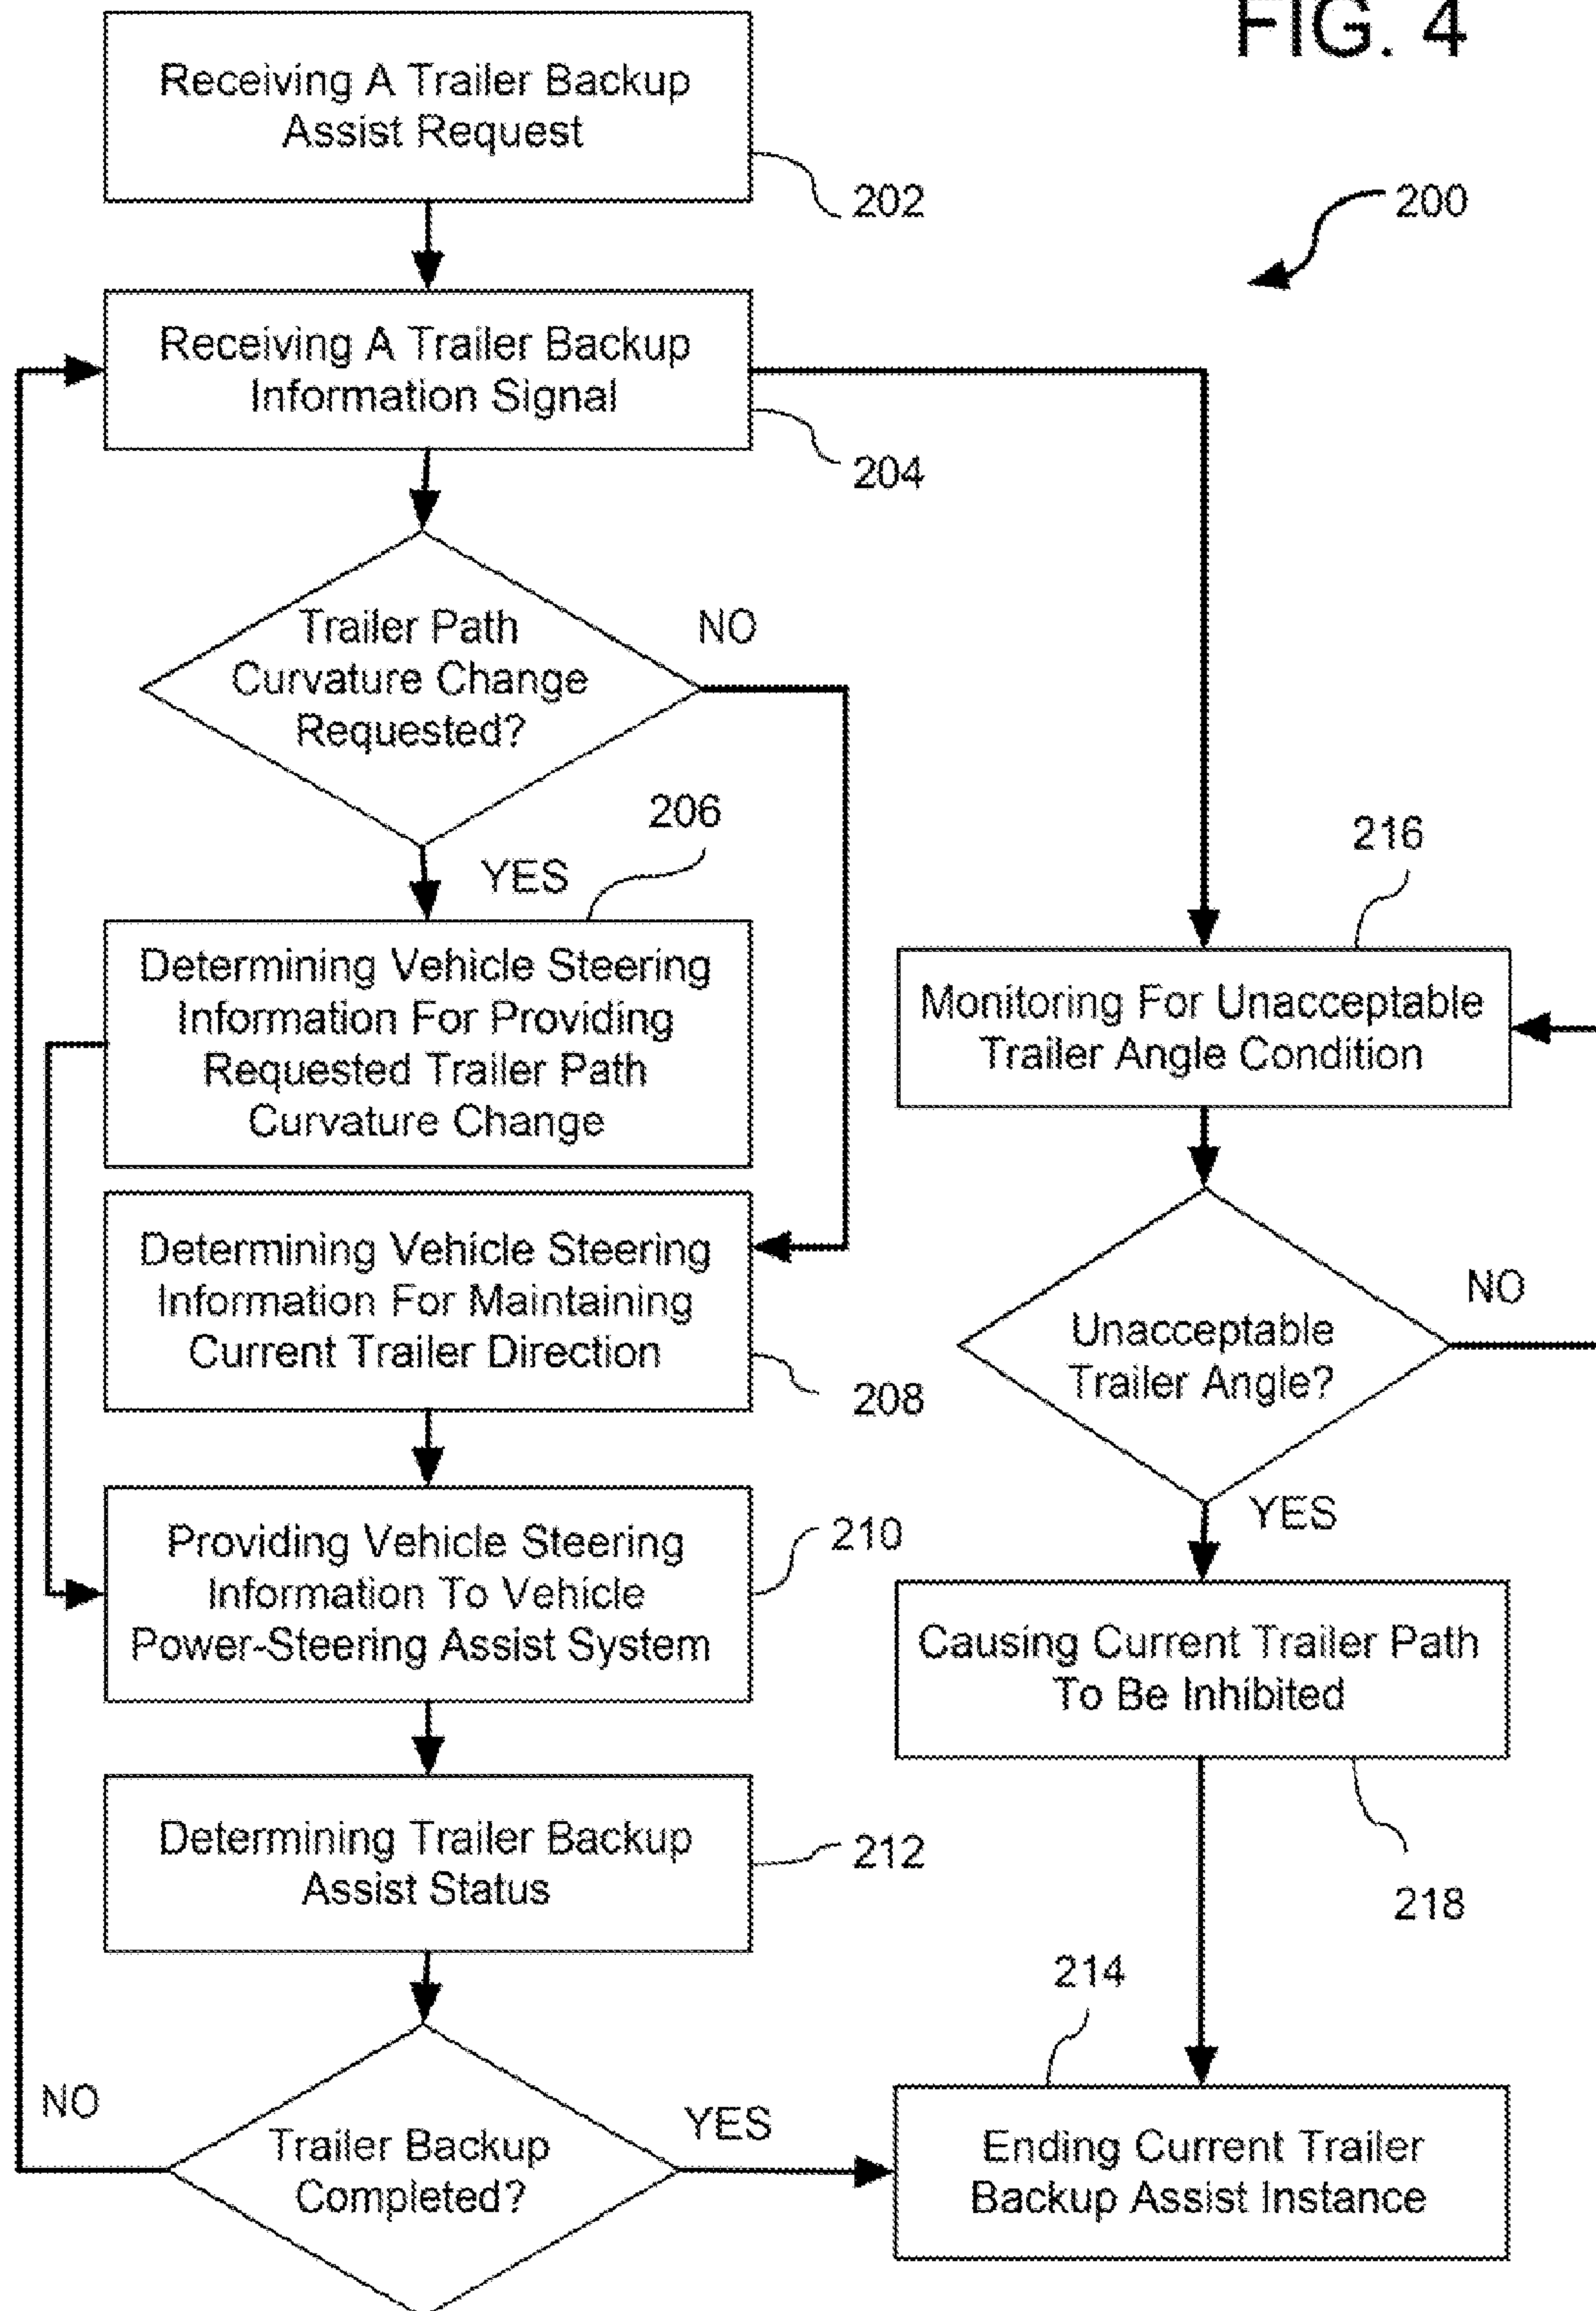 FIG. 4
Receiving A Trailer Backup
Assist Request
202
200
Receiving A Trailer Backup
Information Signal
204
Trailer Path
Curvature Change
Requested?
NO
YES
206
Determining Vehicle Steering
Information For Providing
Requested Trailer Path
Curvature Change
Determining Vehicle Steering
Information For Maintaining
Current Trailer Direction
208
Providing Vehicle Steering
Information To Vehicle
Power-Steering Assist System
210
Determining Trailer Backup
Assist Status
212
Trailer Backup
Completed?
NO
YES
216
Monitoring For Unacceptable
Trailer Angle Condition
Unacceptable
Trailer Angle?
NO
YES
Causing Current Trailer Path
To Be Inhibited
218
214
Ending Current Trailer
Backup Assist Instance